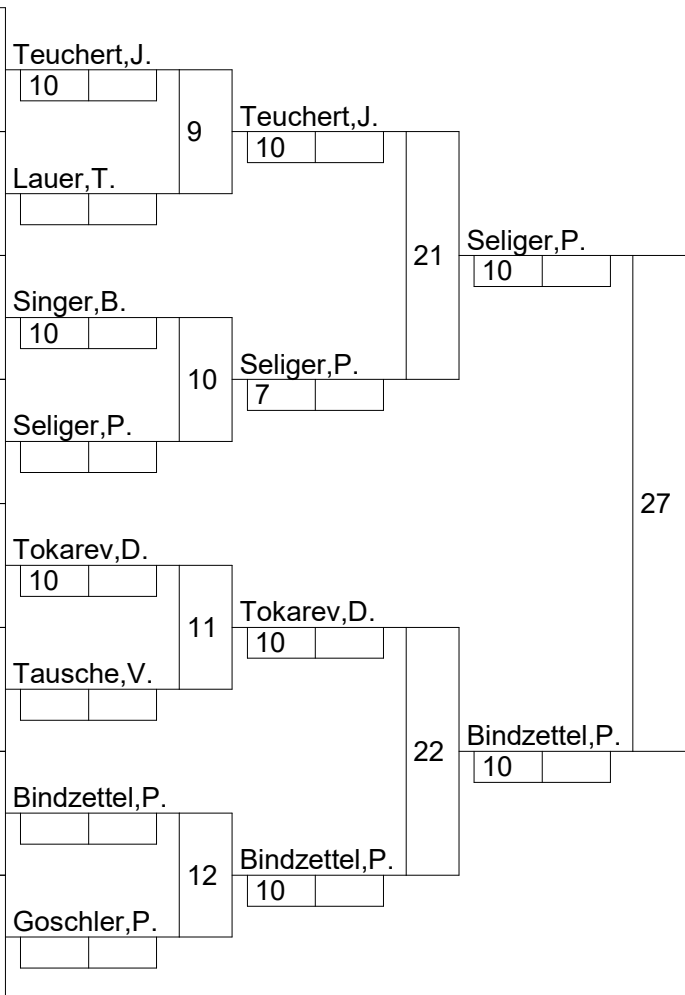 Teuchert,J.
10
9
Teuchert,J.
10
Lauer,T.
21
Seliger,P.
10
Singer,B.
10
10
Seliger,P.
7
Seliger,P.
27
Tokarev,D.
10
11
Tokarev,D.
10
Tausche,V.
22
Bindzettel,P.
10
Bindzettel,P.
12
Bindzettel,P.
10
Goschler,P.